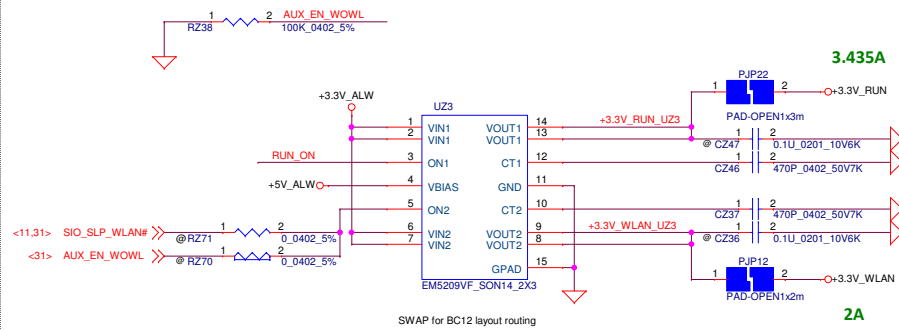 1 2 AUX_EN_WOWL
RZ38 100K_0402_5%
3.435A
PJP22
+3.3V_ALW 1 2 +3.3V_RUN
UZ3
PAD-OPEN1x3m
1 VIN1 VOUT1 14 +3.3V_RUN_UZ3
2 VIN1 VOUT1 13 1 2
@ CZ47 0.1U_0201_10V6K
RUN_ON 3 ON1 CT1 12 1 2
CZ46 470P_0402_50V7K
+5V_ALW 4 VBIAS GND 11
5 ON2 CT2 10 1 2
CZ37 470P_0402_50V7K
<11,31> SIO_SLP_WLAN# 1 2 6 VIN2 VOUT2 9 +3.3V_WLAN_UZ3 1 2
@ RZ71 0_0402_5% 7 VIN2 VOUT2 8 @ CZ36 0.1U_0201_10V6K
<31> AUX_EN_WOWL 1 2
@ RZ70 0_0402_5%
GPAD 15 PJP12
1 2 +3.3V_WLAN
EM5209VF_SON14_2X3
PAD-OPEN1x2m
2A
SWAP for BC12 layout routing